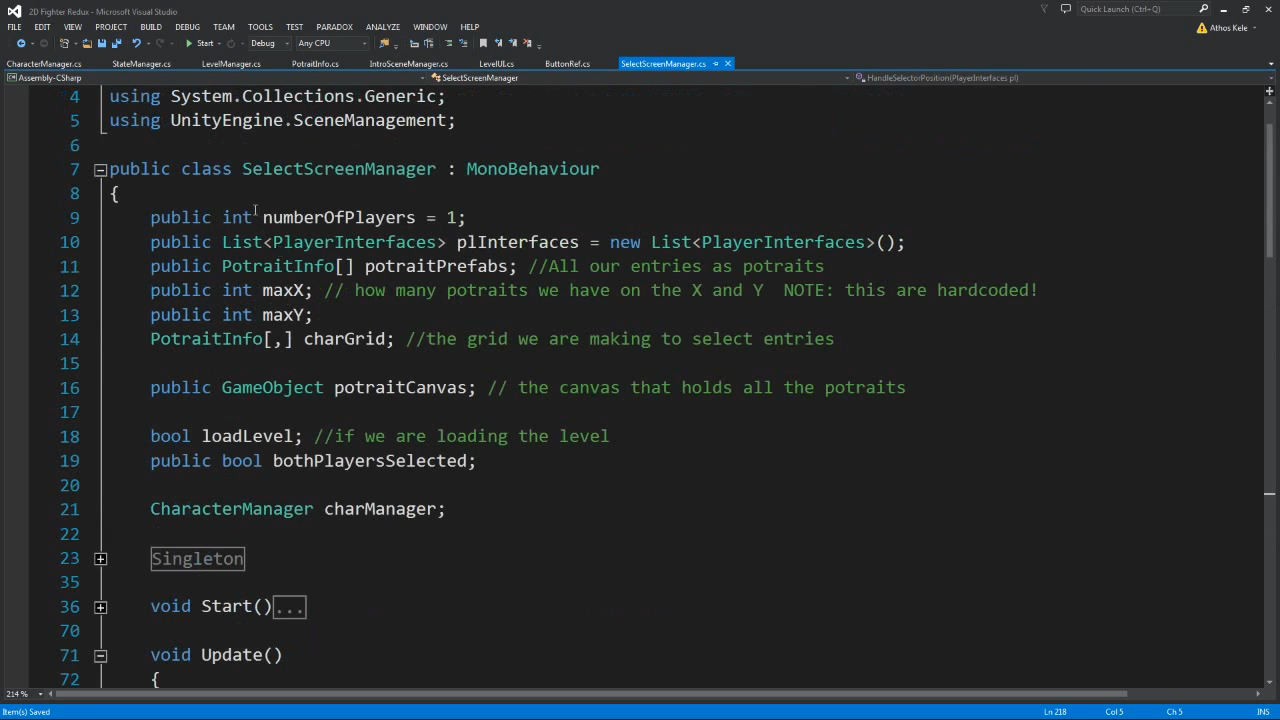 2D Fighter Redux - Microsoft Visual Studio
Quick Launch (Ctrl+Q)
FILE EDIT VIEW PROJECT BUILD DEBUG TEAM TOOLS TEST PARADOX ANALYZE WINDOW HELP
Athos Kele
Start Debug Any CPU
CharacterManager.cs StateManager.cs LevelManager.cs PotraitInfo.cs IntroSceneManager.cs LevelUI.cs ButtonRef.cs SelectScreenManager.cs
Assembly-CSharp SelectScreenManager HandleSelectorPosition(PlayerInterfaces pl)
4 using System.Collections.Generic;
5 using UnityEngine.SceneManagement;
6
7 public class SelectScreenManager : MonoBehaviour
8 {
9 public int numberOfPlayers = 1;
10 public List<PlayerInterfaces> plInterfaces = new List<PlayerInterfaces>();
11 public PotraitInfo[] potraitPrefabs; //All our entries as potraits
12 public int maxX; // how many potraits we have on the X and Y  NOTE: this are hardcoded!
13 public int maxY;
14 PotraitInfo[,] charGrid; //the grid we are making to select entries
15
16 public GameObject potraitCanvas; // the canvas that holds all the potraits
17
18 bool loadLevel; //if we are loading the level
19 public bool bothPlayersSelected;
20
21 CharacterManager charManager;
22
23 Singleton
35
36 void Start()...
70
71 void Update()
72 {
214 %
Item(s) Saved Ln 218 Col 5 Ch 5 INS